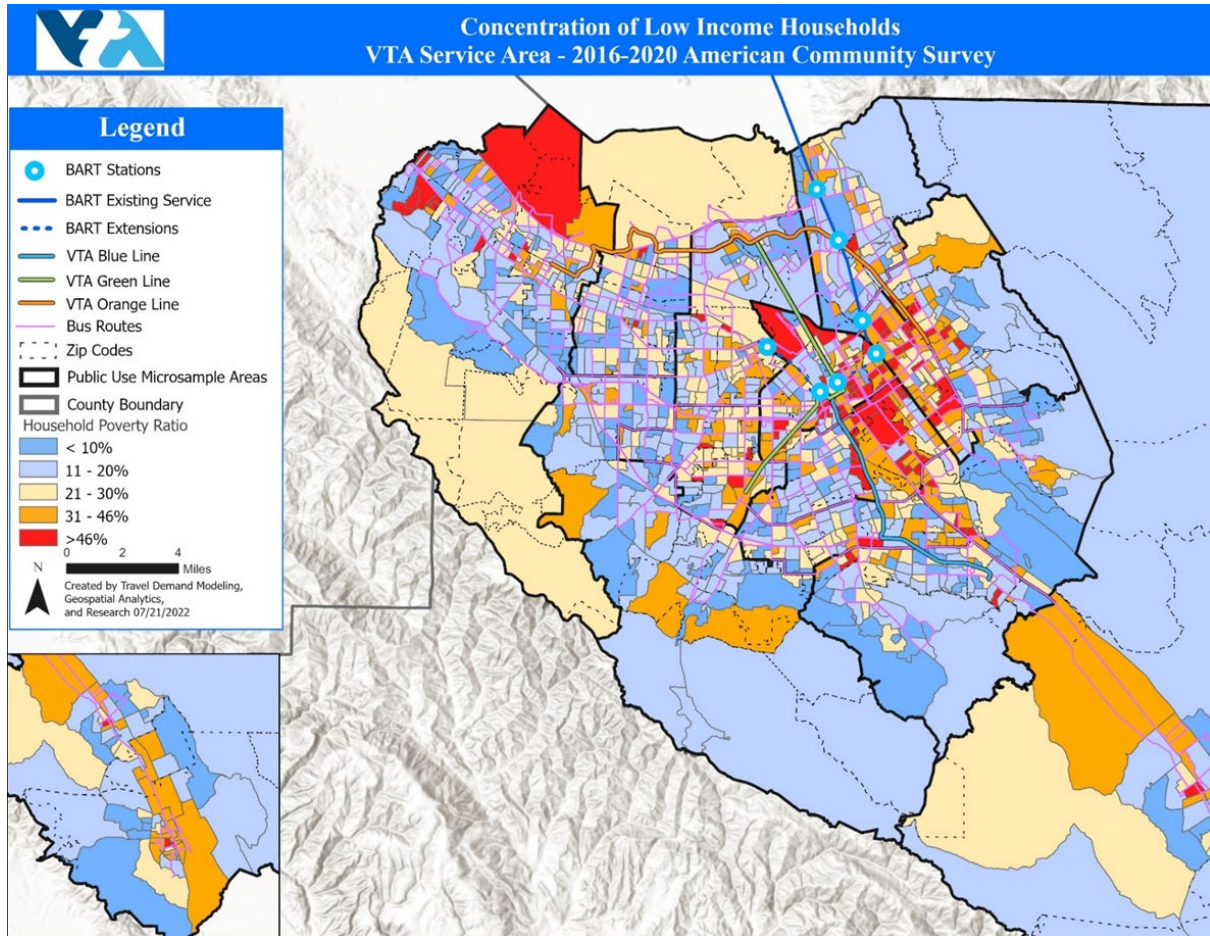 VTA
Concentration of Low Income Households
VTA Service Area - 2016-2020 American Community Survey
Legend
BART Stations
BART Existing Service
BART Extensions
VTA Blue Line
VTA Green Line
VTA Orange Line
Bus Routes
Zip Codes
Public Use Microsample Areas
County Boundary
Household Poverty Ratio
< 10%
11 - 20%
21 - 30%
31 - 46%
>46%
0 2 4
Miles
N
Created by Travel Demand Modeling,
Geospatial Analytics,
and Research 07/21/2022